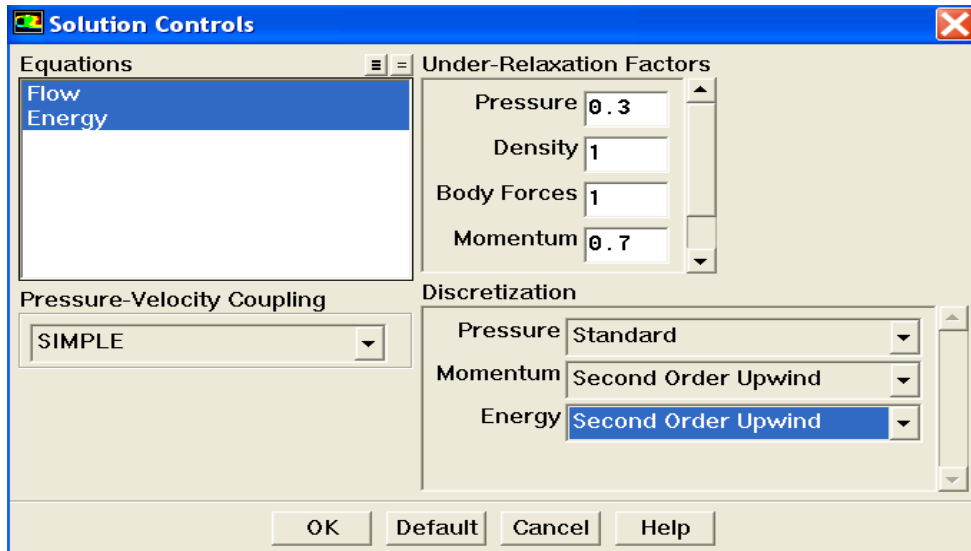 Solution Controls
Equations
Flow
Energy
Under-Relaxation Factors
Pressure 0.3
Density 1
Body Forces 1
Momentum 0.7
Pressure-Velocity Coupling
SIMPLE
Discretization
Pressure Standard
Momentum Second Order Upwind
Energy Second Order Upwind
OK Default Cancel Help